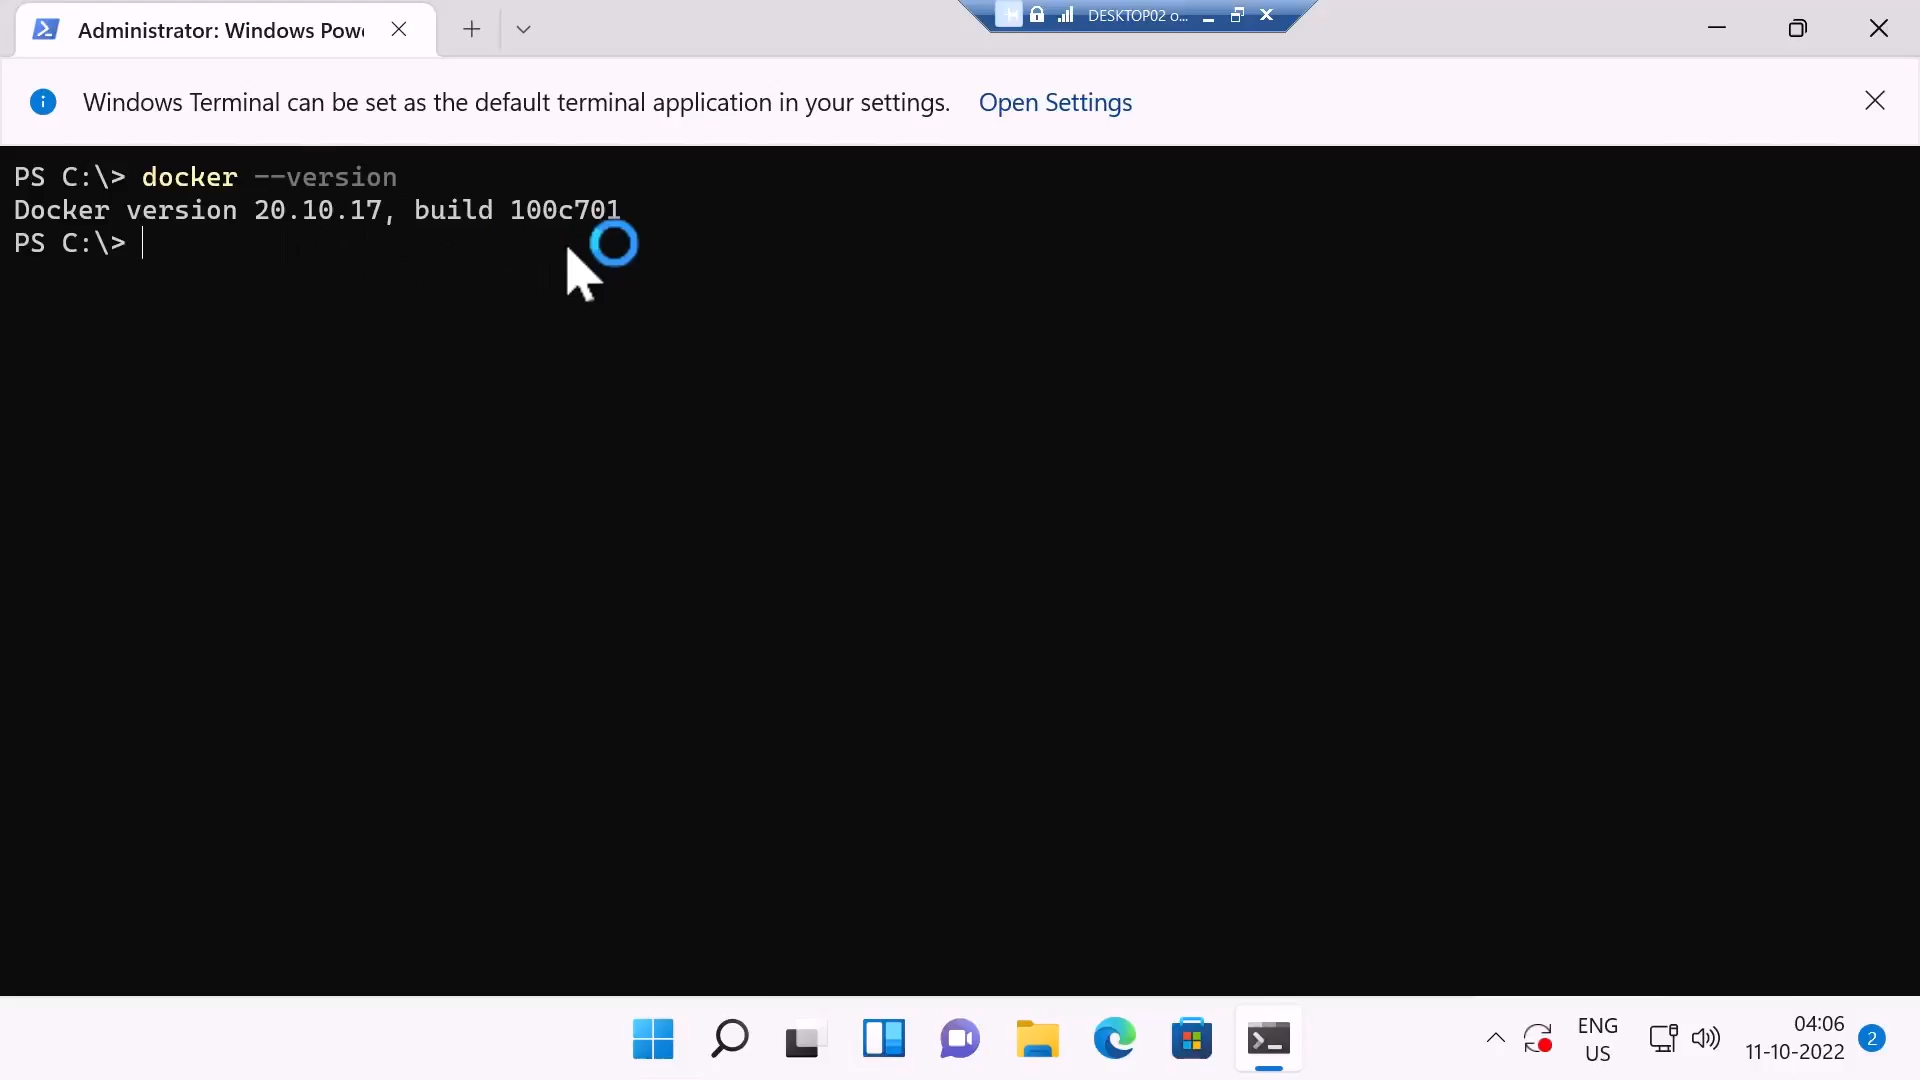 Administrator: Windows Pow
DESKTOP02 o...
Windows Terminal can be set as the default terminal application in your settings. Open Settings
PS C:\> docker --version
Docker version 20.10.17, build 100c701
PS C:\>
ENG
US
04:06
11-10-2022
2